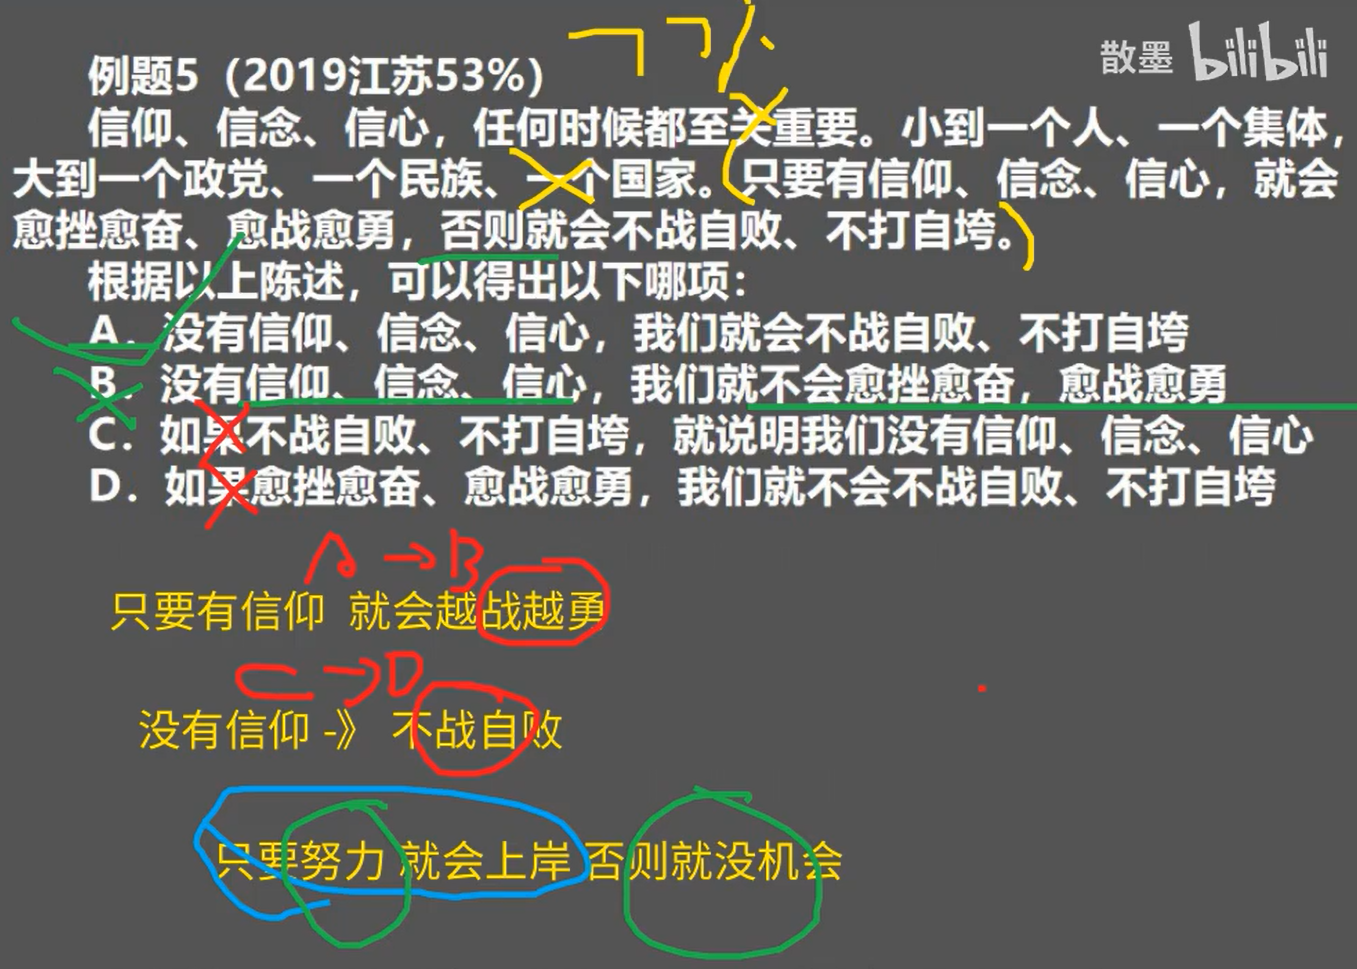 散墨 bilibili
例题5（2019江苏53%）
信仰、信念、信心，任何时候都至关重要。小到一个人、一个集体，
大到一个政党、一个民族、一个国家。只要有信仰、信念、信心，就会
愈挫愈奋、愈战愈勇，否则就会不战自败、不打自垮。
根据以上陈述，可以得出以下哪项：
A．没有信仰、信念、信心，我们就会不战自败、不打自垮
B．没有信仰、信念、信心，我们就不会愈挫愈奋，愈战愈勇
C．如果不战自败、不打自垮，就说明我们没有信仰、信念、信心
D．如果愈挫愈奋、愈战愈勇，我们就不会不战自败、不打自垮
A→B
只要有信仰 就会越战越勇
C→D
没有信仰 -》 不战自败
只要努力 就会上岸 否则就没机会